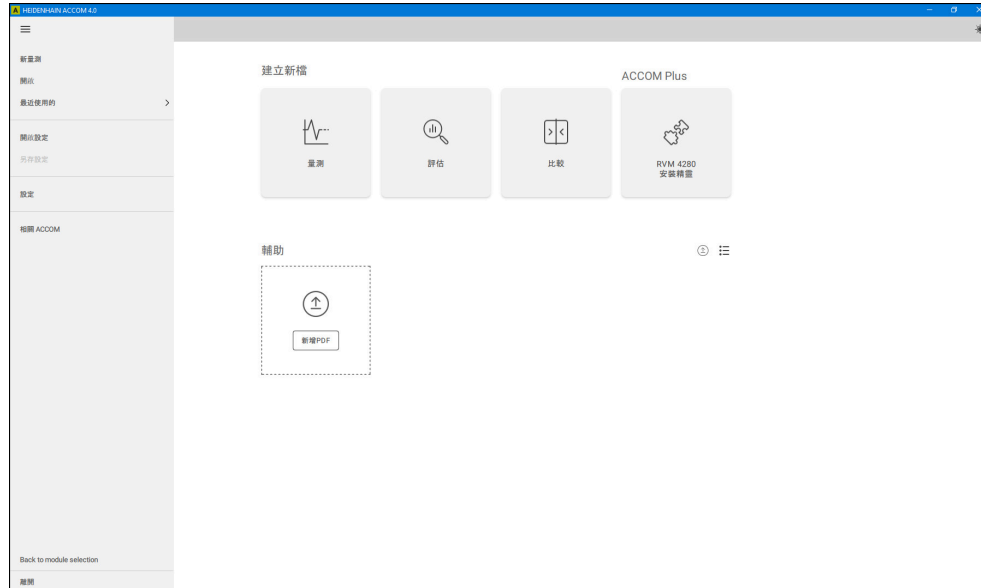 HEIDENHAIN ACCOM 4.0
新量測
開啟
最近使用的
開啟設定
另存設定
設定
相關 ACCOM
Back to module selection
離開
建立新檔
ACCOM Plus
量測
評估
比較
RVM 4280
安裝精靈
輔助
新增PDF